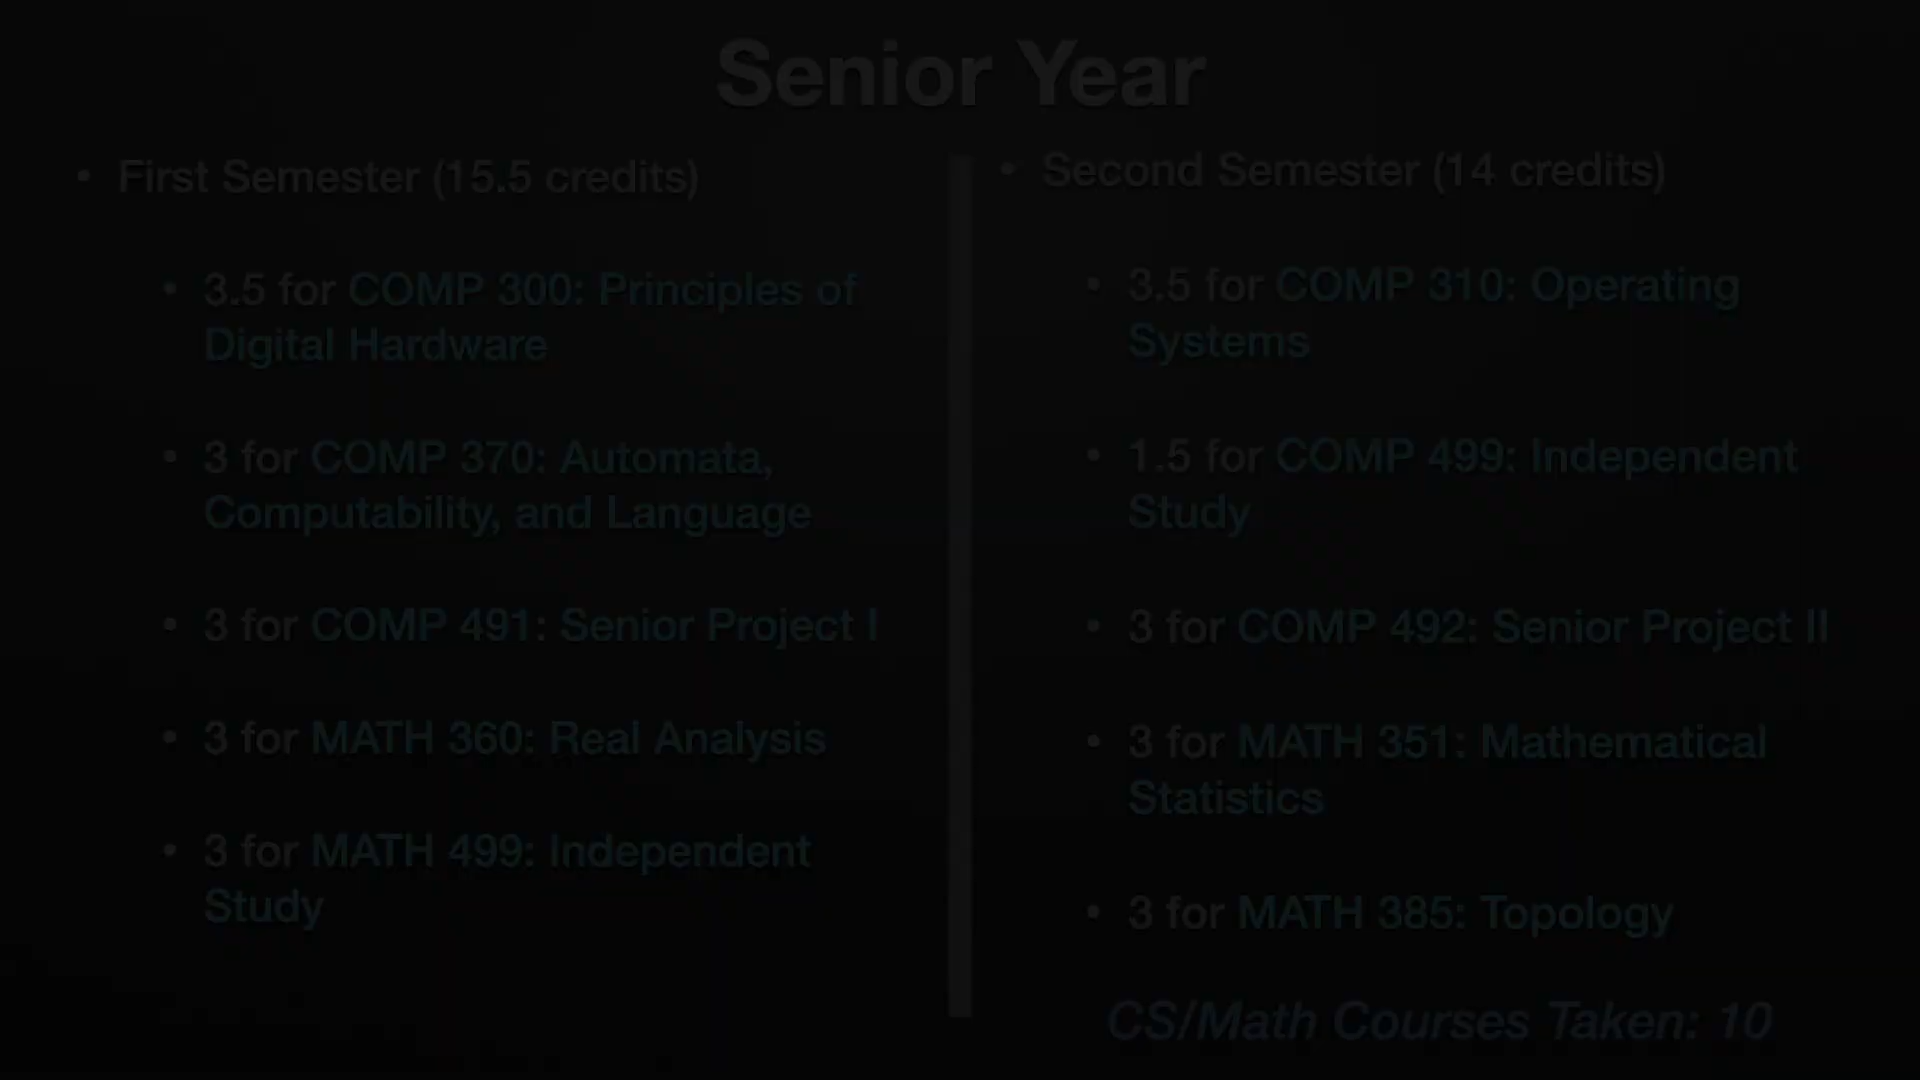 Senior Year
• First Semester (15.5 credits)
• 3.5 for COMP 300: Principles of
Digital Hardware
• 3 for COMP 370: Automata,
Computability, and Language
• 3 for COMP 491: Senior Project I
• 3 for MATH 360: Real Analysis
• 3 for MATH 499: Independent
Study
• Second Semester (14 credits)
• 3.5 for COMP 310: Operating
Systems
• 1.5 for COMP 499: Independent
Study
• 3 for COMP 492: Senior Project II
• 3 for MATH 351: Mathematical
Statistics
• 3 for MATH 385: Topology
CS/Math Courses Taken: 10